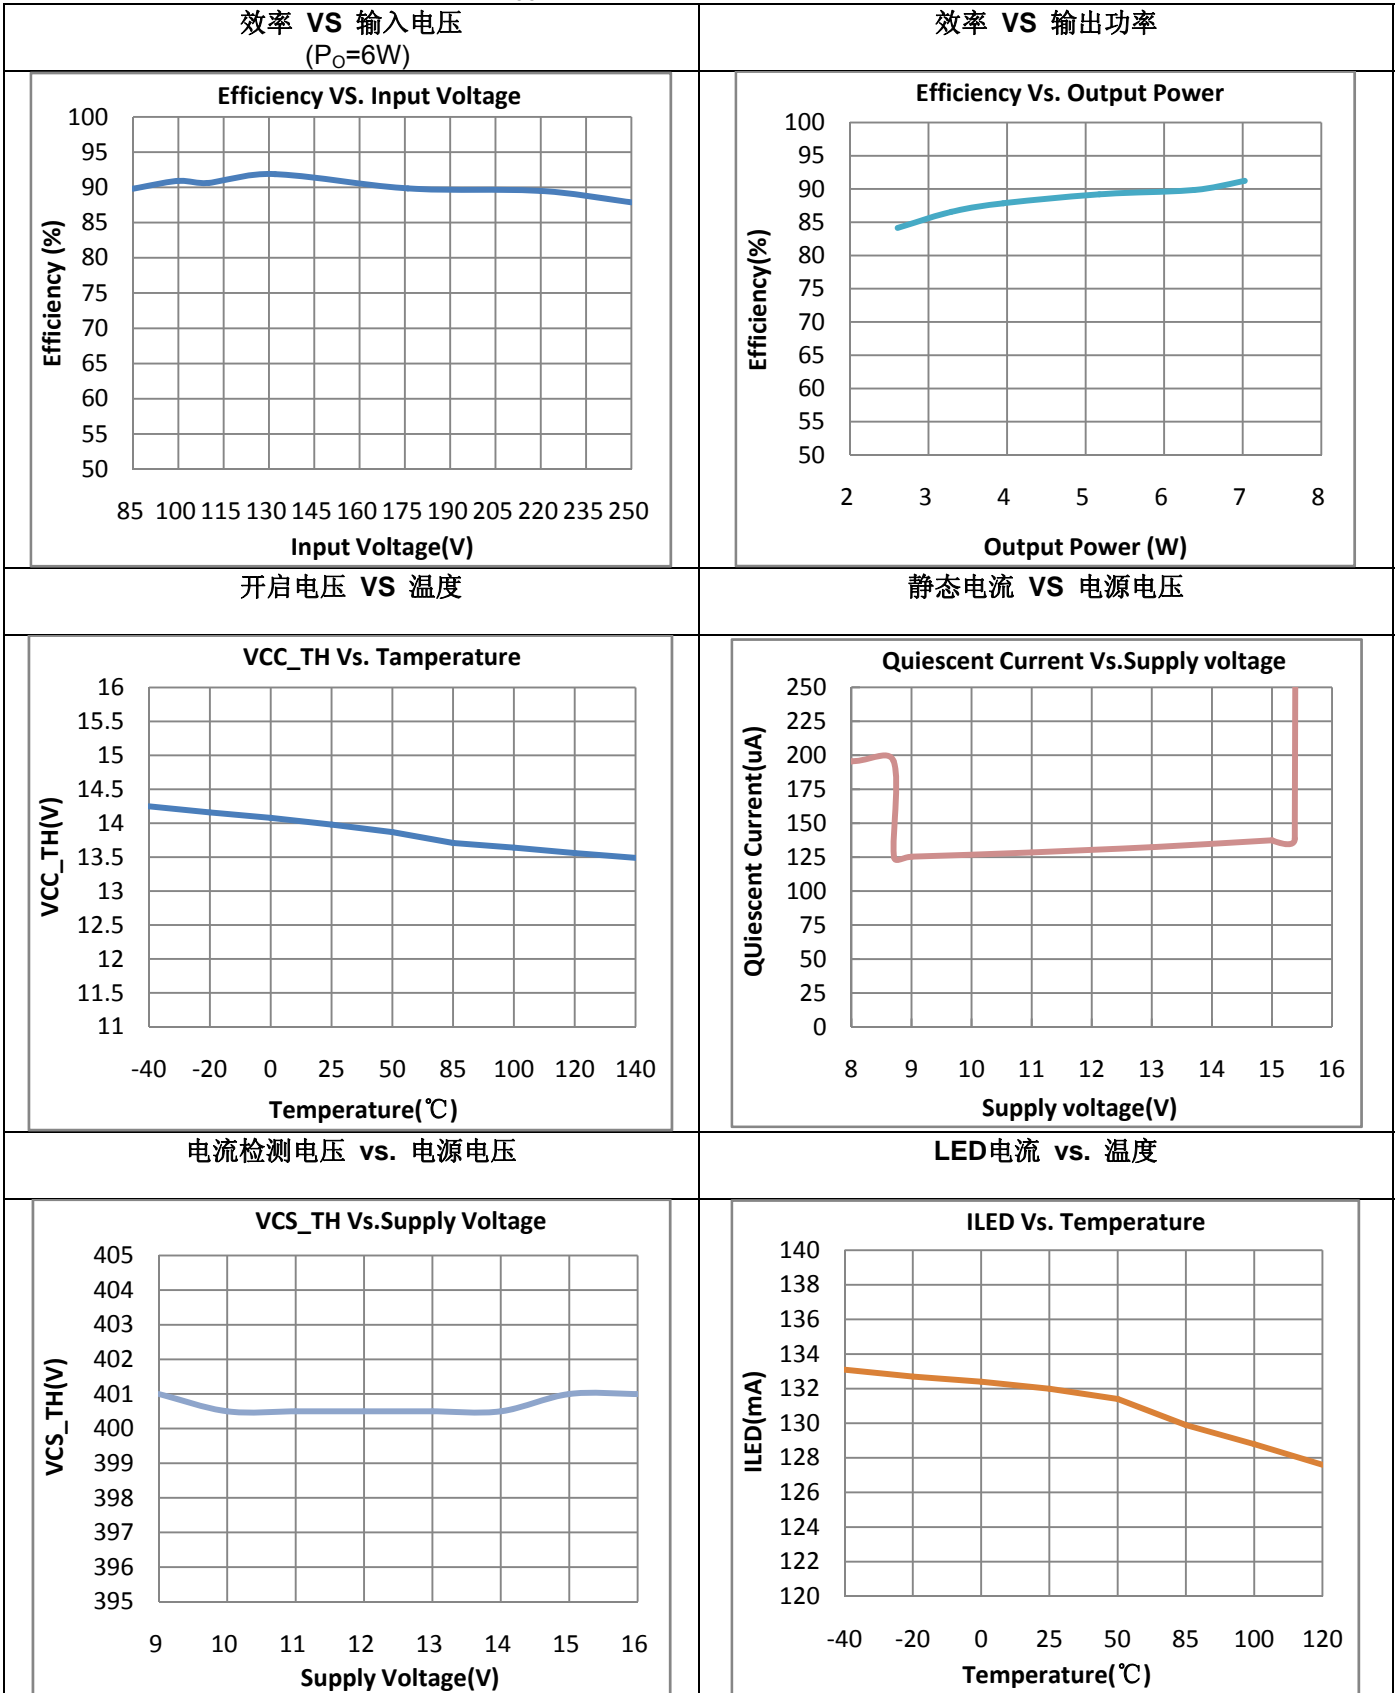 效率 VS 输入电压
(PO=6W)
效率 VS 输出功率
Efficiency VS. Input Voltage
100
95
90
85
80
75
70
65
60
55
50
Efficiency (%)
85 100 115 130 145 160 175 190 205 220 235 250
Input Voltage(V)
Efficiency Vs. Output Power
100
95
90
85
80
75
70
65
60
55
50
Efficiency(%)
2 3 4 5 6 7 8
Output Power (W)
开启电压 VS 温度
静态电流 VS 电源电压
VCC_TH Vs. Tamperature
16
15.5
15
14.5
14
13.5
13
12.5
12
11.5
11
VCC_TH(V)
-40 -20 0 25 50 85 100 120 140
Temperature(℃)
Quiescent Current Vs.Supply voltage
250
225
200
175
150
125
100
75
50
25
0
QUiescent Current(uA)
8 9 10 11 12 13 14 15 16
Supply voltage(V)
电流检测电压 vs. 电源电压
LED电流 vs. 温度
VCS_TH Vs.Supply Voltage
405
404
403
402
401
400
399
398
397
396
395
VCS_TH(V)
9 10 11 12 13 14 15 16
Supply Voltage(V)
ILED Vs. Temperature
140
138
136
134
132
130
128
126
124
122
120
ILED(mA)
-40 -20 0 25 50 85 100 120
Temperature(℃)